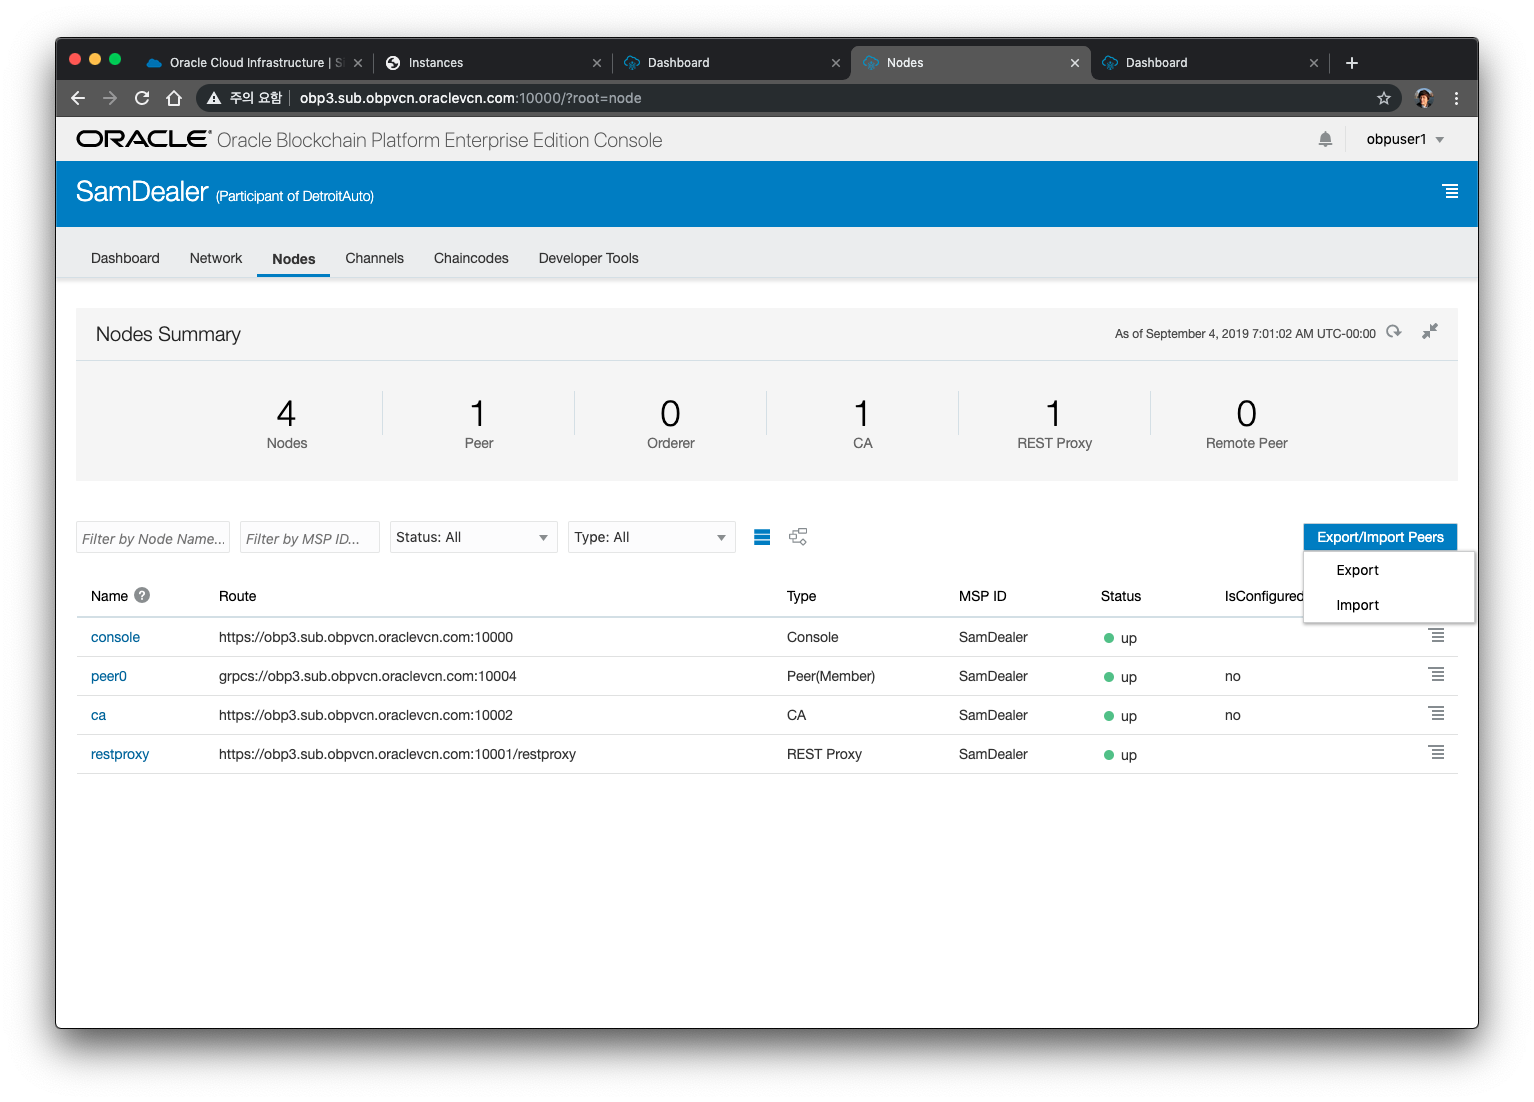 Oracle Cloud Infrastructure |
Instances
Dashboard
Nodes
Dashboard
주의 요함
obp3.sub.obpvcn.oraclevcn.com:10000/?root=node
ORACLE® Oracle Blockchain Platform Enterprise Edition Console
obpuser1
SamDealer (Participant of DetroitAuto)
Dashboard Network Nodes Channels Chaincodes Developer Tools
Nodes Summary
As of September 4, 2019 7:01:02 AM UTC-00:00
4 1 0 1 1 0
Nodes Peer Orderer CA REST Proxy Remote Peer
Filter by Node Name... Filter by MSP ID... Status: All Type: All
Export/Import Peers
Export
Import
Name ? Route Type MSP ID Status IsConfigured
console https://obp3.sub.obpvcn.oraclevcn.com:10000 Console SamDealer up
peer0 grpcs://obp3.sub.obpvcn.oraclevcn.com:10004 Peer(Member) SamDealer up no
ca https://obp3.sub.obpvcn.oraclevcn.com:10002 CA SamDealer up no
restproxy https://obp3.sub.obpvcn.oraclevcn.com:10001/restproxy REST Proxy SamDealer up